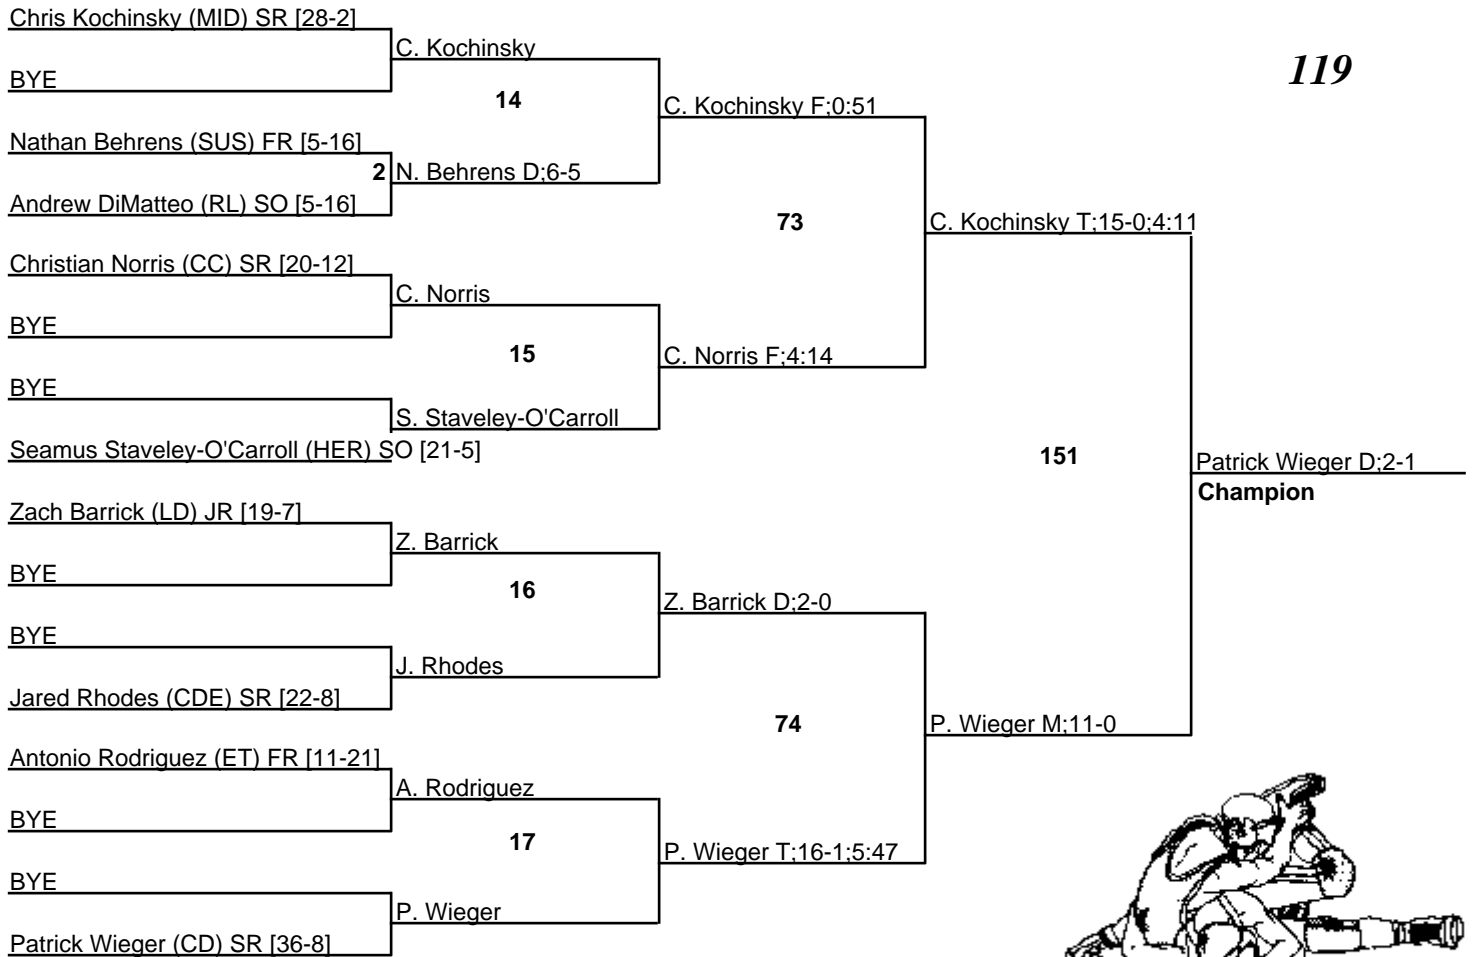 Chris Kochinsky (MID) SR [28-2]
C. Kochinsky
BYE
119
14
C. Kochinsky F;0:51
Nathan Behrens (SUS) FR [5-16]
2 N. Behrens D;6-5
Andrew DiMatteo (RL) SO [5-16]
73
C. Kochinsky T;15-0;4:11
Christian Norris (CC) SR [20-12]
C. Norris
BYE
15
C. Norris F;4:14
BYE
S. Staveley-O'Carroll
Seamus Staveley-O'Carroll (HER) SO [21-5]
151
Patrick Wieger D;2-1
Champion
Zach Barrick (LD) JR [19-7]
Z. Barrick
BYE
16
Z. Barrick D;2-0
BYE
J. Rhodes
Jared Rhodes (CDE) SR [22-8]
74
P. Wieger M;11-0
Antonio Rodriguez (ET) FR [11-21]
A. Rodriguez
BYE
17
P. Wieger T;16-1;5:47
BYE
P. Wieger
Patrick Wieger (CD) SR [36-8]